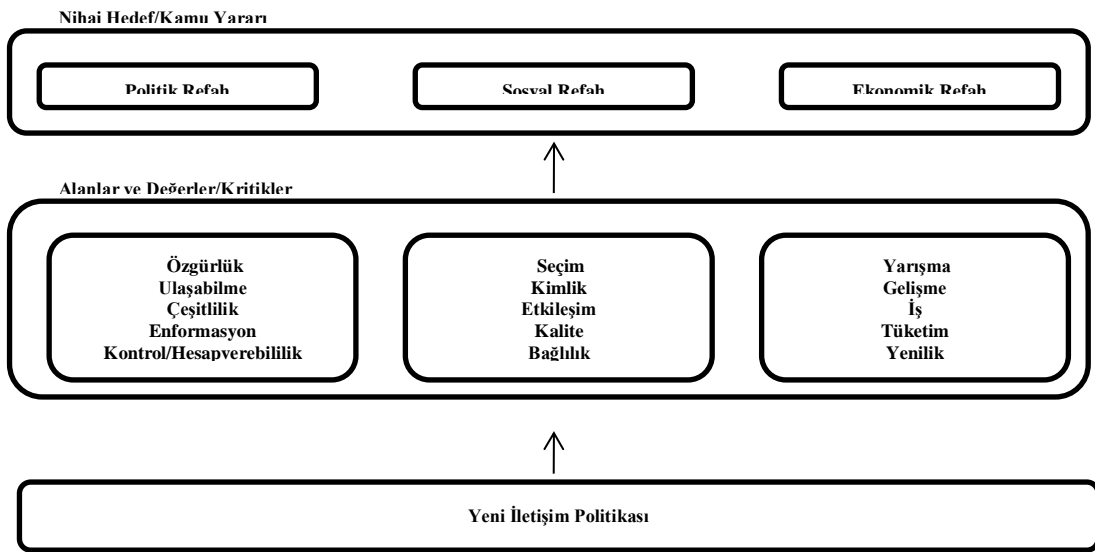 Nihai Hedef/Kamu Yararı
Politik Refah Sosyal Refah Ekonomik Refah
Alanlar ve Değerler/Kritikler
Özgürlük
Ulaşabilme
Çeşitlilik
Enformasyon
Kontrol/Hesapverebililik
Seçim
Kimlik
Etkileşim
Kalite
Bağlılık
Yarışma
Gelişme
İş
Tüketim
Yenilik
Yeni İletişim Politikası